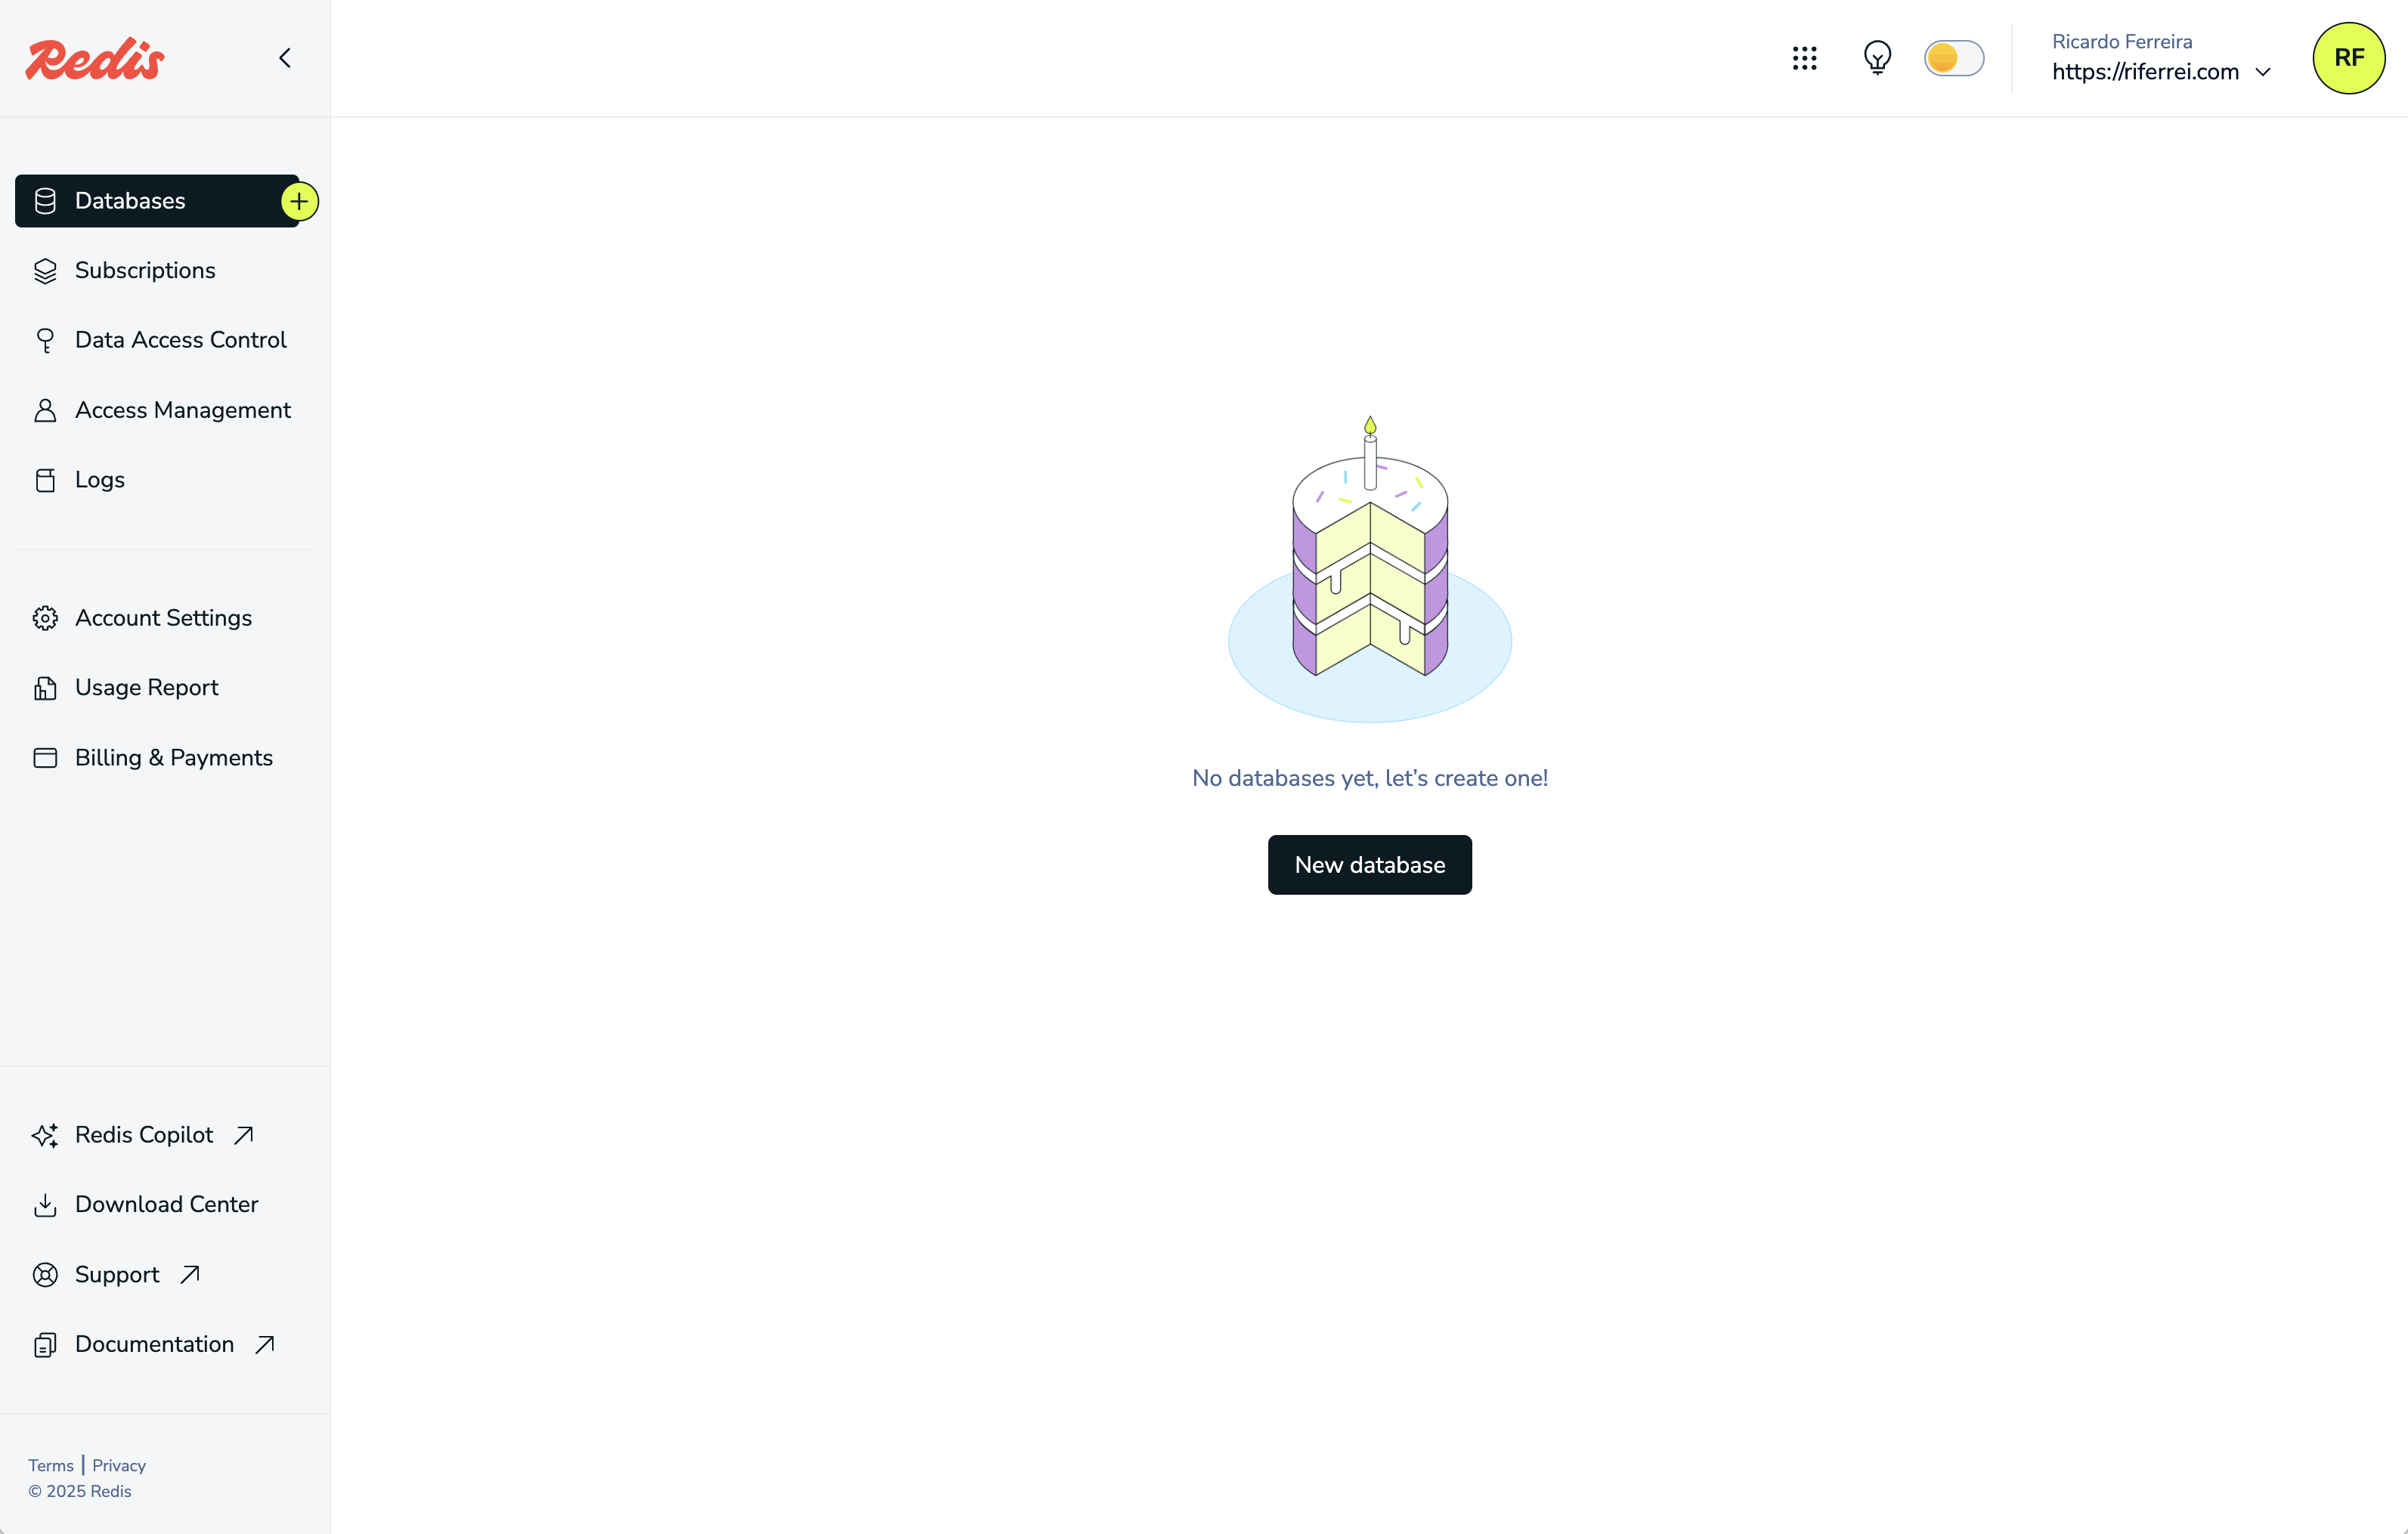 Redis
Ricardo Ferreira
https://riferrei.com
RF
Databases
Subscriptions
Data Access Control
Access Management
Logs
Account Settings
Usage Report
Billing & Payments
No databases yet, let’s create one!
New database
Redis Copilot
Download Center
Support
Documentation
Terms | Privacy
© 2025 Redis